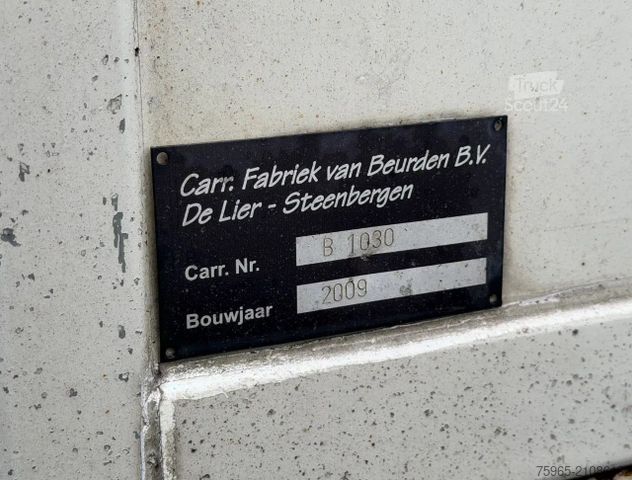 Truck
Scout24
Carr. Fabriek van Beurden B.V.
De Lier - Steenbergen
Carr. Nr. B 1030
Bouwjaar 2009